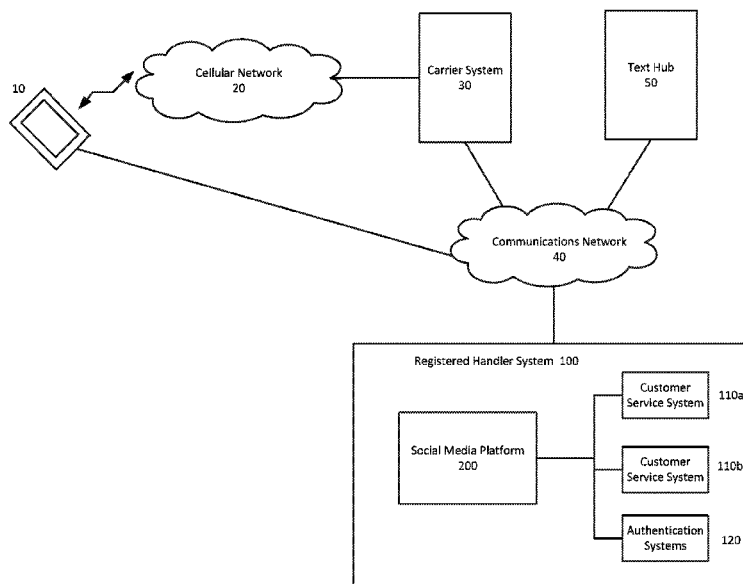 10
Cellular Network
20
Carrier System
30
Text Hub
50
Communications Network
40
Registered Handler System 100
Social Media Platform
200
Customer
Service System
110a
Customer
Service System
110b
Authentication
Systems
120